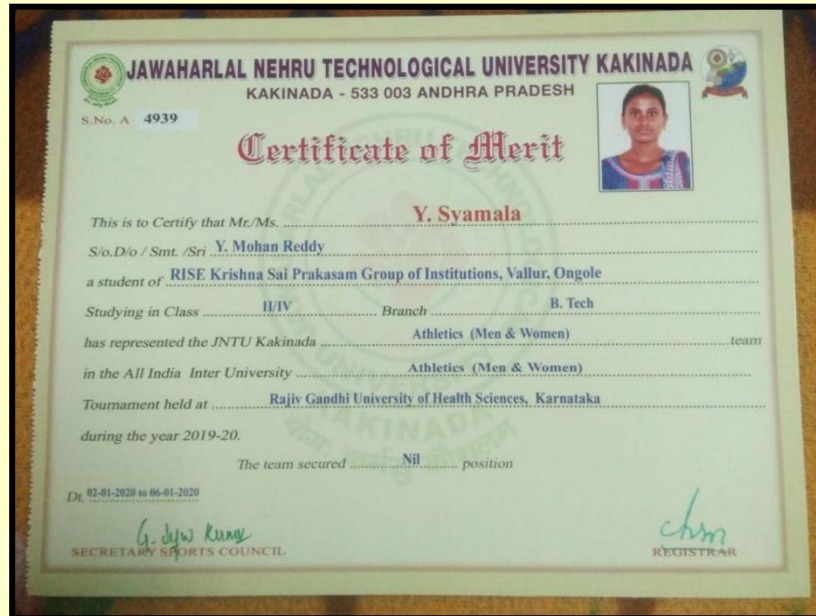 JAWAHARLAL NEHRU TECHNOLOGICAL UNIVERSITY KAKINADA
KAKINADA - 533 003 ANDHRA PRADESH
S.No. A 4939
Certificate of Merit
This is to Certify that Mr./Ms. Y. Syamala
S/o.D/o / Smt. /Sri Y. Mohan Reddy
a student of RISE Krishna Sai Prakasam Group of Institutions, Vallur, Ongole
Studying in Class II/IV Branch B. Tech
has represented the JNTU Kakinada Athletics (Men & Women) team
in the All India Inter University Athletics (Men & Women)
Tournament held at Rajiv Gandhi University of Health Sciences, Karnataka
during the year 2019-20.
The team secured Nil position
Dt. 02-01-2020 to 06-01-2020
SECRETARY SPORTS COUNCIL
REGISTRAR